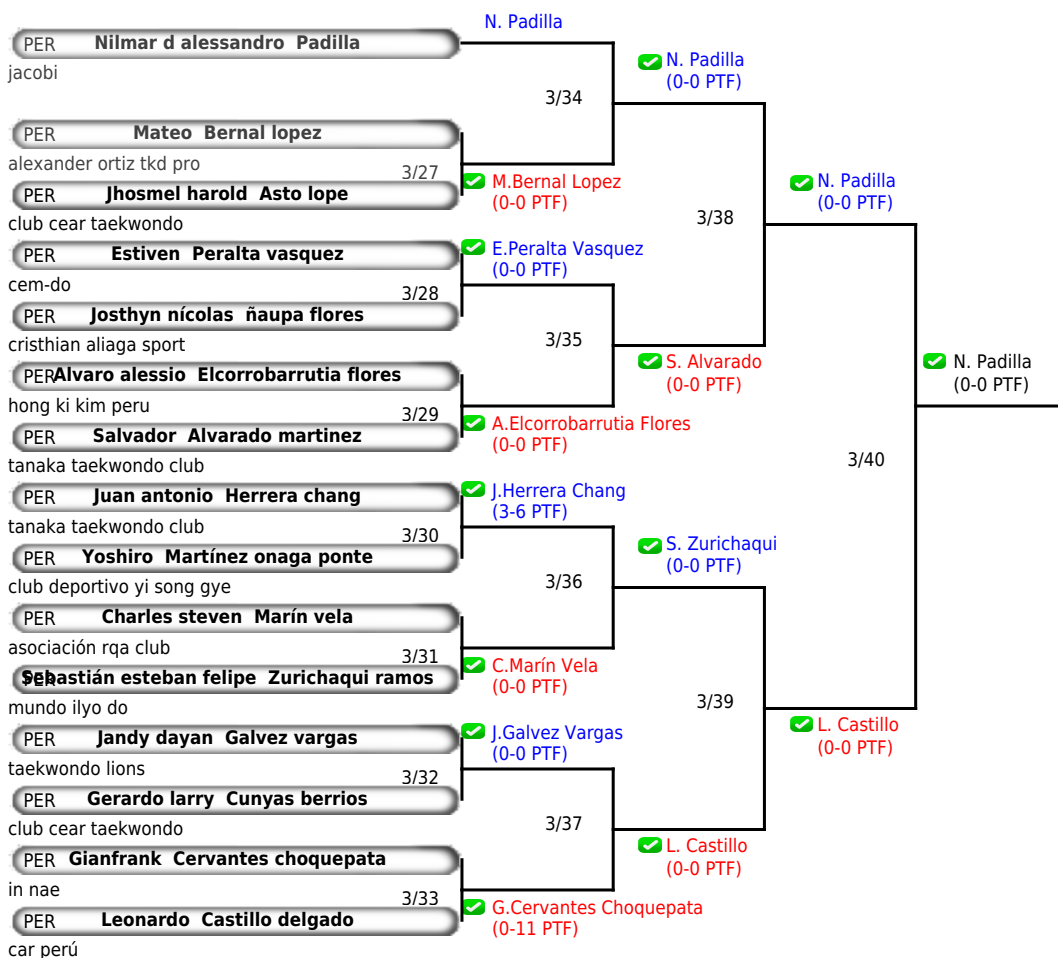 N. Padilla
PER Nilmar d alessandro Padilla
jacobi
N. Padilla
(0-0 PTF)
3/34
PER Mateo Bernal lopez
alexander ortiz tkd pro
3/27
M.Bernal Lopez
(0-0 PTF)
PER Jhosmel harold Asto lope
club cear taekwondo
N. Padilla
(0-0 PTF)
3/38
PER Estiven Peralta vasquez
cem-do
E.Peralta Vasquez
(0-0 PTF)
3/28
PER Josthyn nícolas ñaupa flores
cristhian aliaga sport
3/35
S. Alvarado
(0-0 PTF)
N. Padilla
(0-0 PTF)
PER Alvaro alessio Elcorrobarrutia flores
hong ki kim peru
3/29
A.Elcorrobarrutia Flores
(0-0 PTF)
PER Salvador Alvarado martinez
tanaka taekwondo club
3/40
PER Juan antonio Herrera chang
tanaka taekwondo club
J.Herrera Chang
(3-6 PTF)
3/30
PER Yoshiro Martínez onaga ponte
club deportivo yi song gye
S. Zurichaqui
(0-0 PTF)
3/36
PER Charles steven Marín vela
asociación rqa club
3/31
C.Marín Vela
(0-0 PTF)
PER Sebastián esteban felipe Zurichaqui ramos
mundo ilyo do
3/39
L. Castillo
(0-0 PTF)
PER Jandy dayan Galvez vargas
taekwondo lions
J.Galvez Vargas
(0-0 PTF)
3/32
PER Gerardo larry Cunyas berrios
club cear taekwondo
3/37
L. Castillo
(0-0 PTF)
PER Gianfrank Cervantes choquepata
in nae
3/33
G.Cervantes Choquepata
(0-11 PTF)
PER Leonardo Castillo delgado
car perú